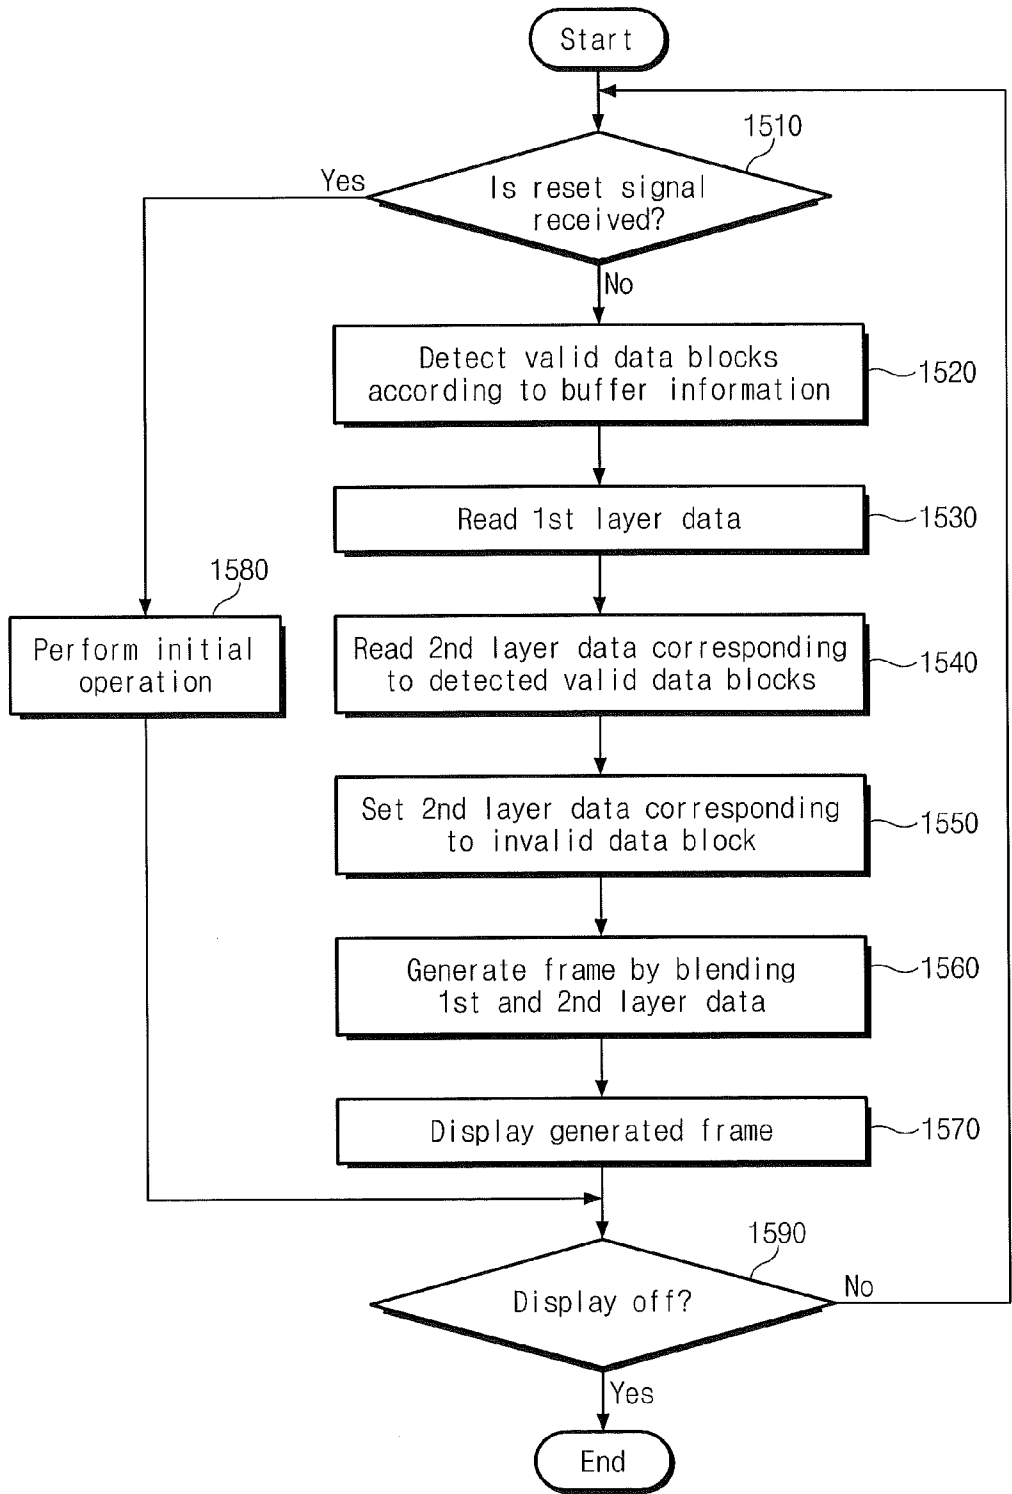 Start
1510
Yes
Is reset signal
received?
No
Detect valid data blocks
according to buffer information
1520
Read 1st layer data
1530
1580
Perform initial
operation
Read 2nd layer data corresponding
to detected valid data blocks
1540
Set 2nd layer data corresponding
to invalid data block
1550
Generate frame by blending
1st and 2nd layer data
1560
Display generated frame
1570
1590
Display off?
No
Yes
End